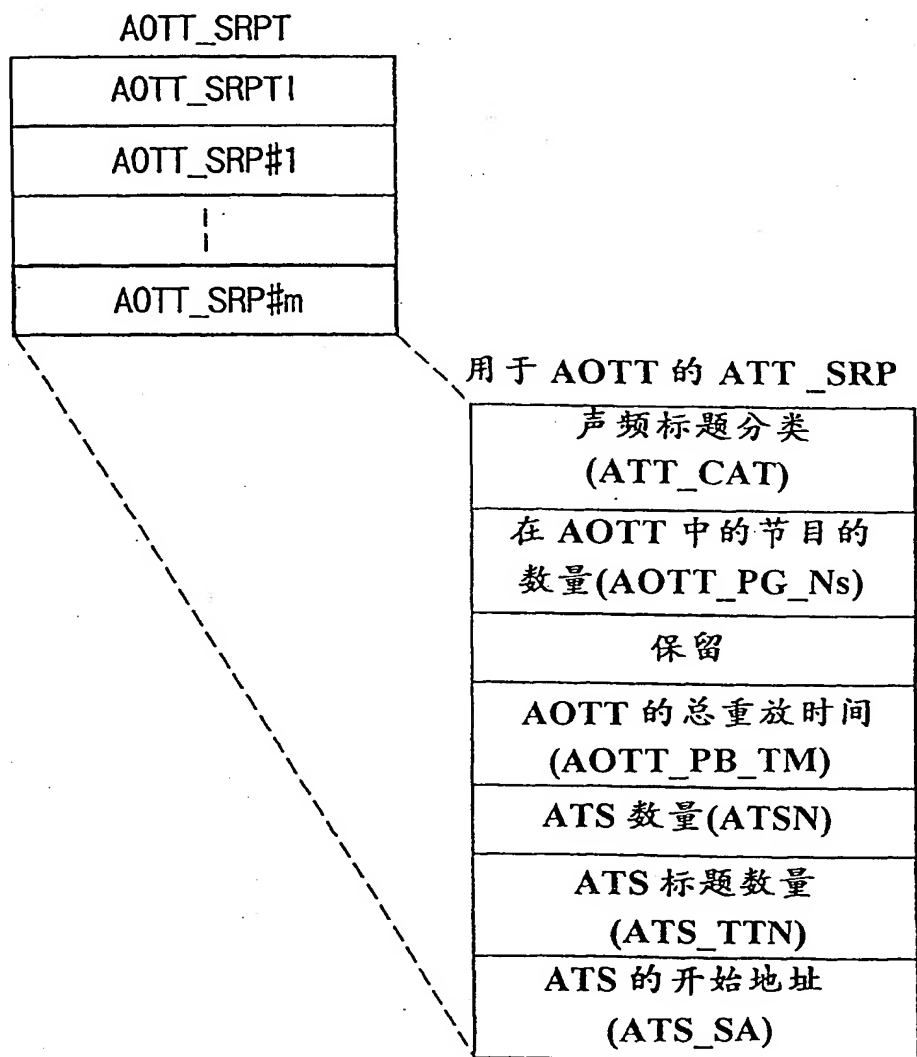 AOTT_SRPT
AOTT_SRPTI
AOTT_SRP#1
AOTT_SRP#m
用于 AOTT 的 ATT_SRP
声频标题分类
(ATT_CAT)
在 AOTT 中的节目的
数量(AOTT_PG_Ns)
保留
AOTT 的总重放时间
(AOTT_PB_TM)
ATS 数量(ATSN)
ATS 标题数量
(ATS_TTN)
ATS 的开始地址
(ATS_SA)